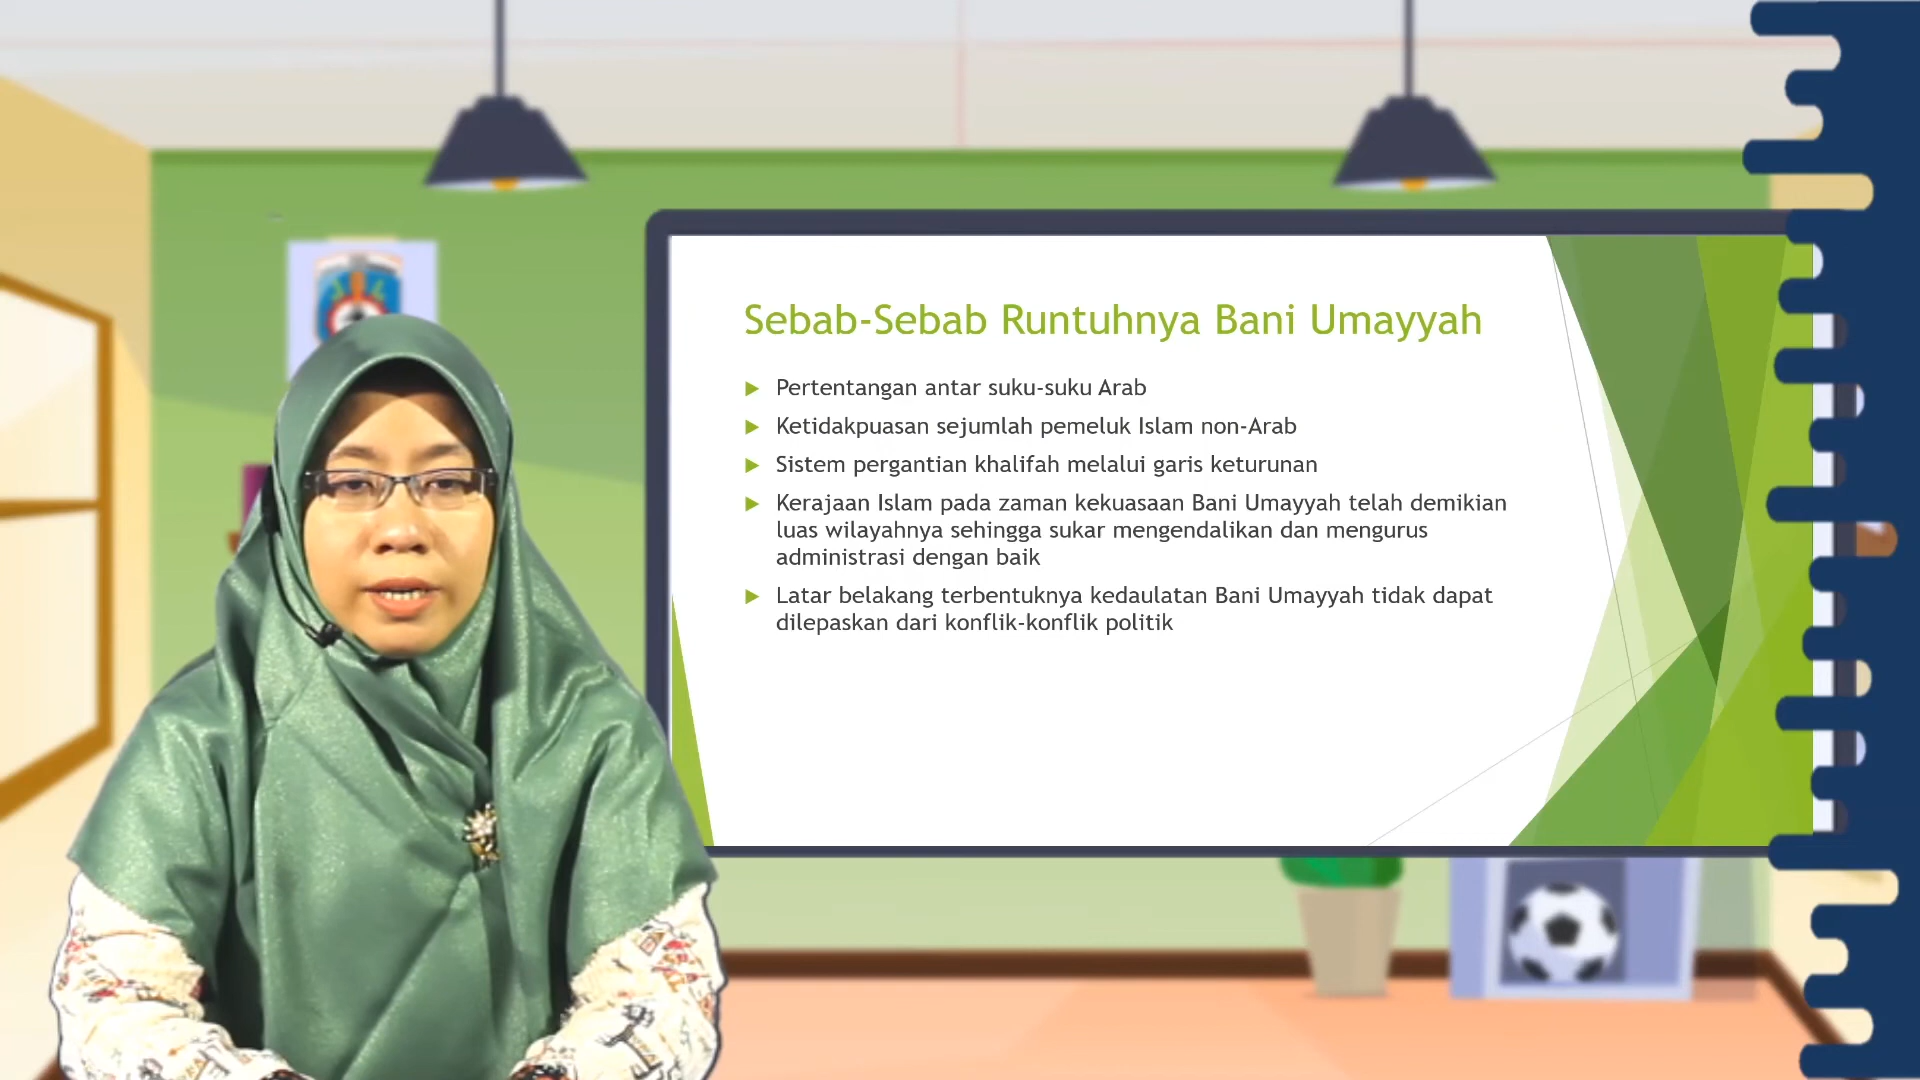 Sebab-Sebab Runtuhnya Bani Umayyah
Pertentangan antar suku-suku Arab
Ketidakpuasan sejumlah pemeluk Islam non-Arab
Sistem pergantian khalifah melalui garis keturunan
Kerajaan Islam pada zaman kekuasaan Bani Umayyah telah demikian
luas wilayahnya sehingga sukar mengendalikan dan mengurus
administrasi dengan baik
Latar belakang terbentuknya kedaulatan Bani Umayyah tidak dapat
dilepaskan dari konflik-konflik politik